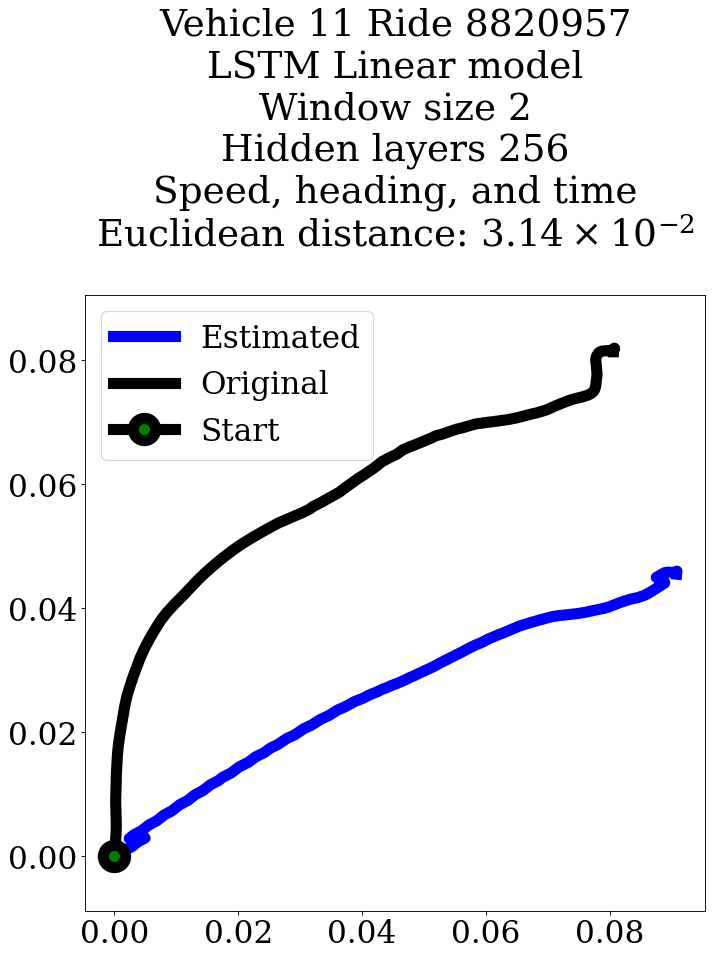 Vehicle 11 Ride 8820957
LSTM Linear model
Window size 2
Hidden layers 256
Speed, heading, and time
Euclidean distance: 3.14 × 10⁻²
Estimated
Original
Start
0.08
0.06
0.04
0.02
0.00
0.00 0.02 0.04 0.06 0.08